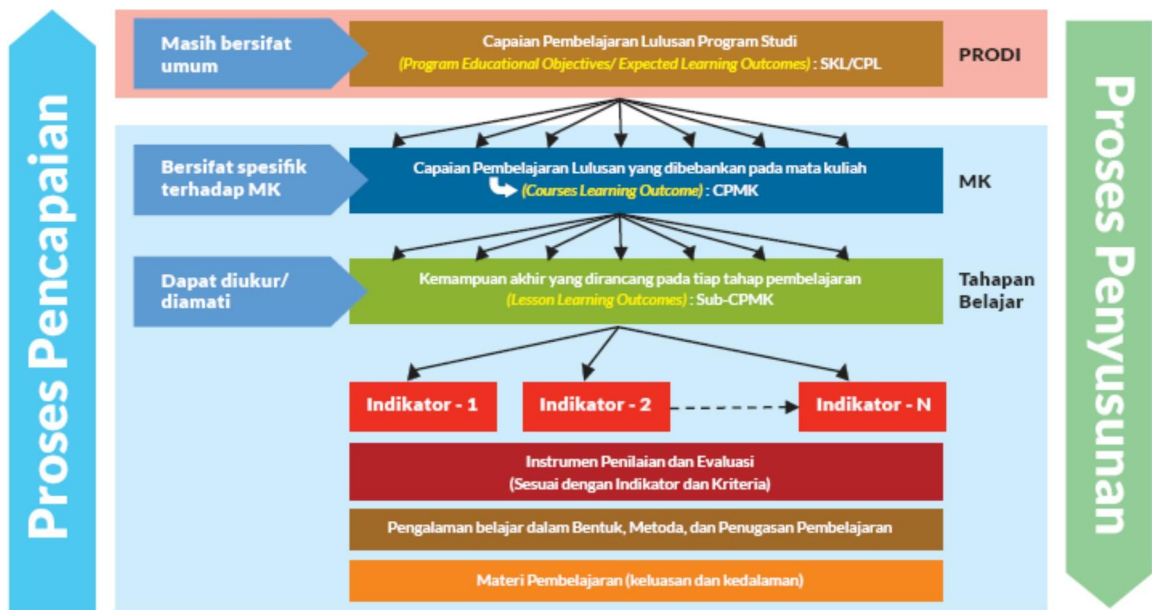 Proses Pencapaian
Masih bersifat
umum
Capaian Pembelajaran Lulusan Program Studi
(Program Educational Objectives/ Expected Learning Outcomes) : SKL/CPL
PRODI
Bersifat spesifik
terhadap MK
Capaian Pembelajaran Lulusan yang dibebankan pada mata kuliah
(Courses Learning Outcome) : CPMK
MK
Dapat diukur/
diamati
Kemampuan akhir yang dirancang pada tiap tahap pembelajaran
(Lesson Learning Outcomes) : Sub-CPMK
Tahapan
Belajar
Indikator - 1
Indikator - 2
Indikator - N
Instrumen Penilaian dan Evaluasi
(Sesuai dengan Indikator dan Kriteria)
Pengalaman belajar dalam Bentuk, Metoda, dan Penugasan Pembelajaran
Materi Pembelajaran (keluasan dan kedalaman)
Proses Penyusunan